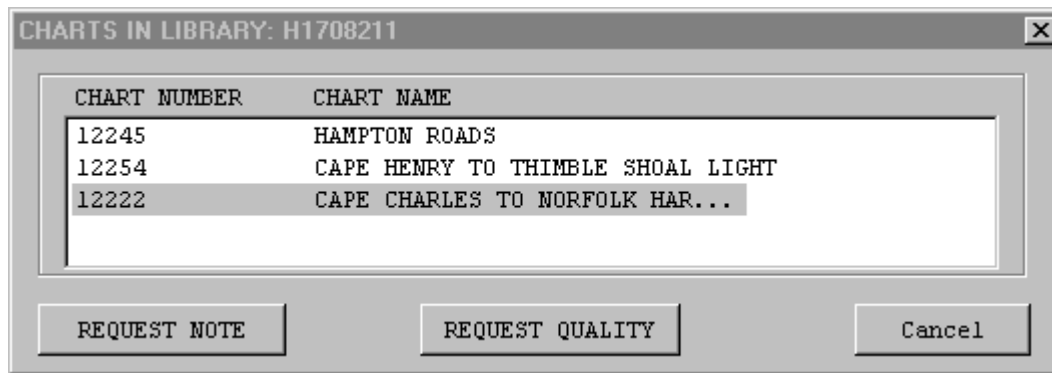 CHARTS IN LIBRARY: H1708211
CHART NUMBER CHART NAME
12245 HAMPTON ROADS
12254 CAPE HENRY TO THIMBLE SHOAL LIGHT
12222 CAPE CHARLES TO NORFOLK HAR...
REQUEST NOTE REQUEST QUALITY Cancel